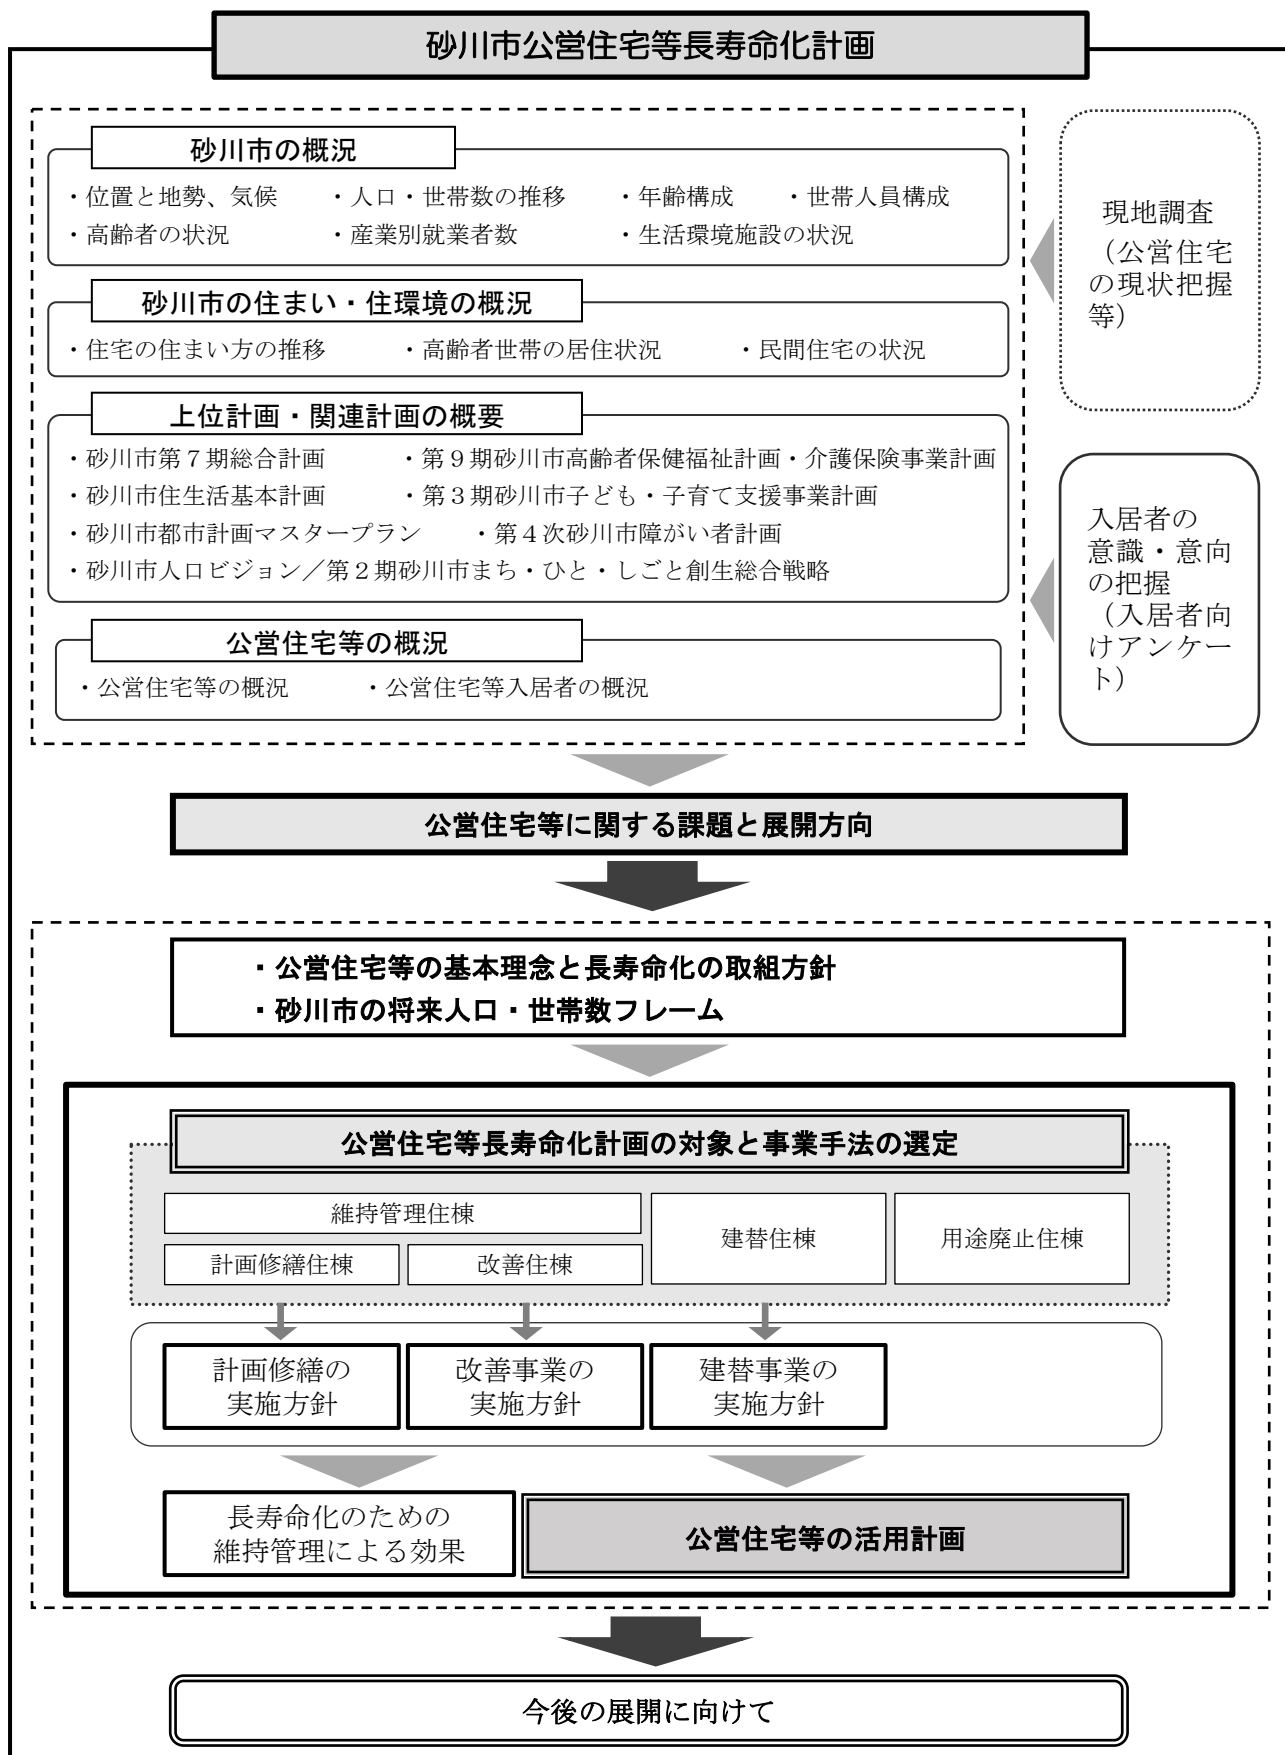 砂川市公営住宅等長寿命化計画
砂川市の概況
・位置と地勢、気候 ・人口・世帯数の推移 ・年齢構成 ・世帯人員構成
・高齢者の状況 ・産業別就業者数 ・生活環境施設の状況
砂川市の住まい・住環境の概況
・住宅の住まい方の推移 ・高齢者世帯の居住状況 ・民間住宅の状況
上位計画・関連計画の概要
・砂川市第７期総合計画 ・第９期砂川市高齢者保健福祉計画・介護保険事業計画
・砂川市住生活基本計画 ・第３期砂川市子ども・子育て支援事業計画
・砂川市都市計画マスタープラン ・第４次砂川市障がい者計画
・砂川市人口ビジョン／第２期砂川市まち・ひと・しごと創生総合戦略
公営住宅等の概況
・公営住宅等の概況 ・公営住宅等入居者の概況
現地調査
（公営住宅
の現状把握
等）
入居者の
意識・意向
の把握
（入居者向
けアンケー
ト）
公営住宅等に関する課題と展開方向
・公営住宅等の基本理念と長寿命化の取組方針
・砂川市の将来人口・世帯数フレーム
公営住宅等長寿命化計画の対象と事業手法の選定
維持管理住棟
計画修繕住棟
改善住棟
建替住棟
用途廃止住棟
計画修繕の
実施方針
改善事業の
実施方針
建替事業の
実施方針
長寿命化のための
維持管理による効果
公営住宅等の活用計画
今後の展開に向けて